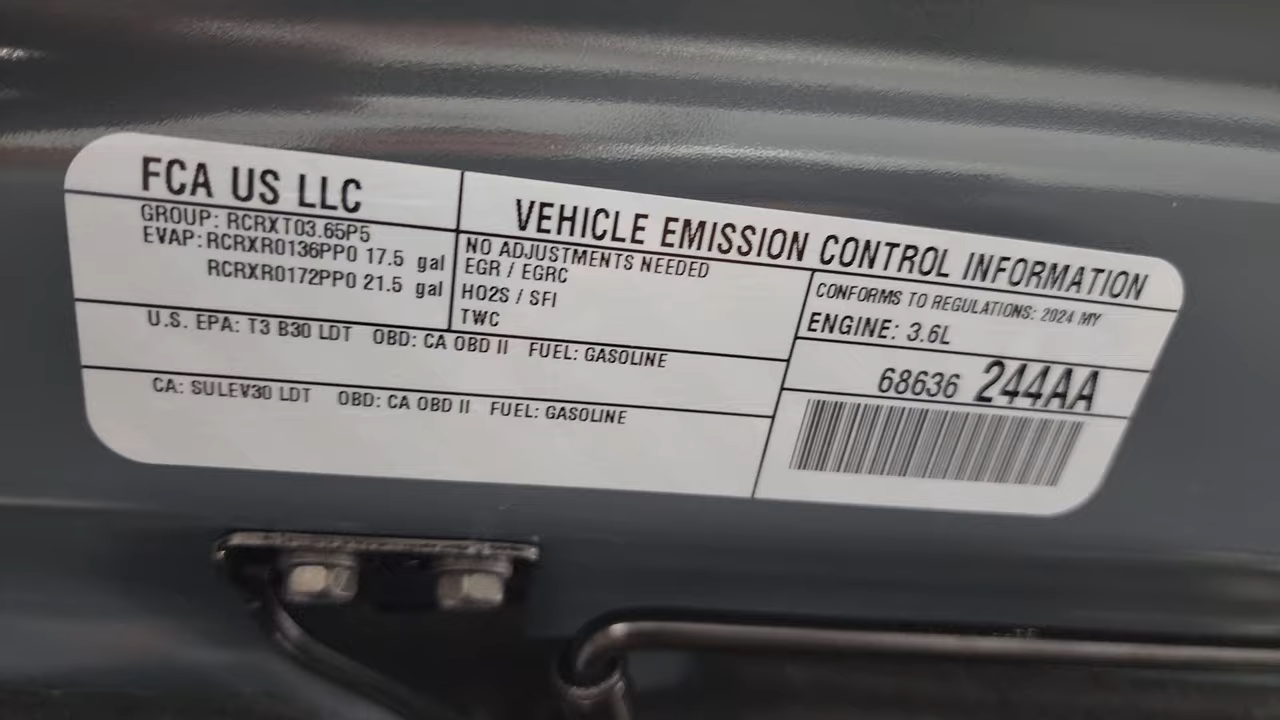 FCA US LLC
GROUP: RCRXT03.65P5
EVAP: RCRXR0136PP0 17.5 gal
RCRXR0172PP0 21.5 gal
VEHICLE EMISSION CONTROL INFORMATION
NO ADJUSTMENTS NEEDED
EGR / EGRC
HO2S / SFI
TWC
CONFORMS TO REGULATIONS: 2024 MY
ENGINE: 3.6L
U.S. EPA: T3 B30 LDT OBD: CA OBD II FUEL: GASOLINE
CA: SULEV30 LDT OBD: CA OBD II FUEL: GASOLINE
68636 244AA